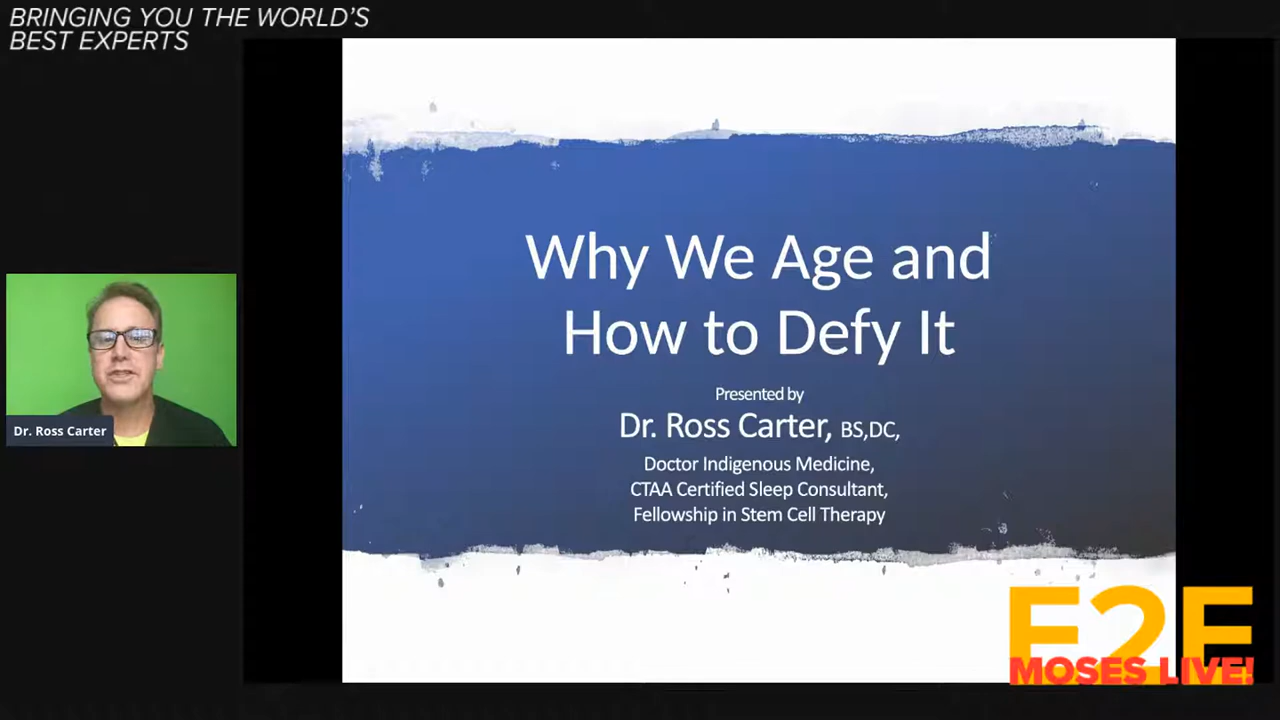 BRINGING YOU THE WORLD'S
BEST EXPERTS
Why We Age and
How to Defy It
Presented by
Dr. Ross Carter, BS,DC,
Doctor Indigenous Medicine,
CTAA Certified Sleep Consultant,
Fellowship in Stem Cell Therapy
Dr. Ross Carter
E2E
MOSES LIVE!